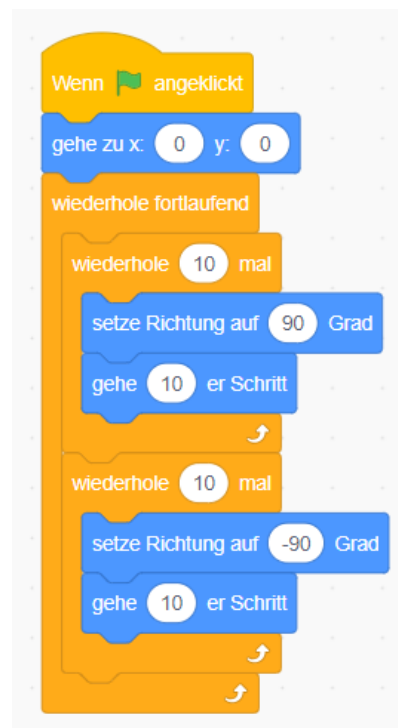 Wenn angeklickt
gehe zu x: 0 y: 0
wiederhole fortlaufend
wiederhole 10 mal
setze Richtung auf 90 Grad
gehe 10 er Schritt
wiederhole 10 mal
setze Richtung auf -90 Grad
gehe 10 er Schritt